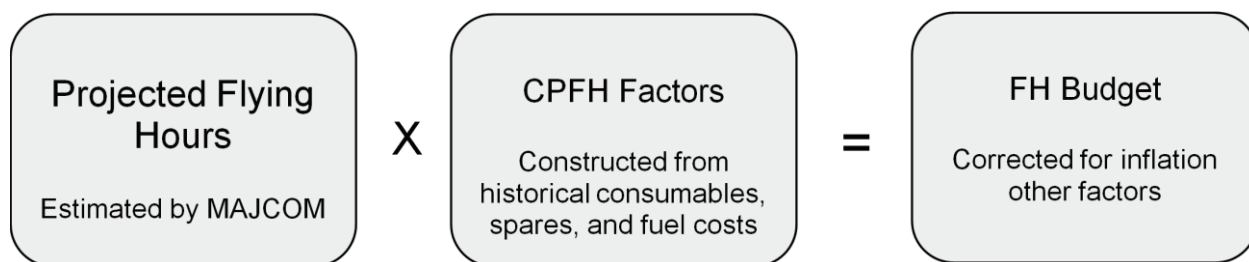 Projected Flying
Hours
Estimated by MAJCOM
X
CPFH Factors
Constructed from
historical consumables,
spares, and fuel costs
=
FH Budget
Corrected for inflation
other factors